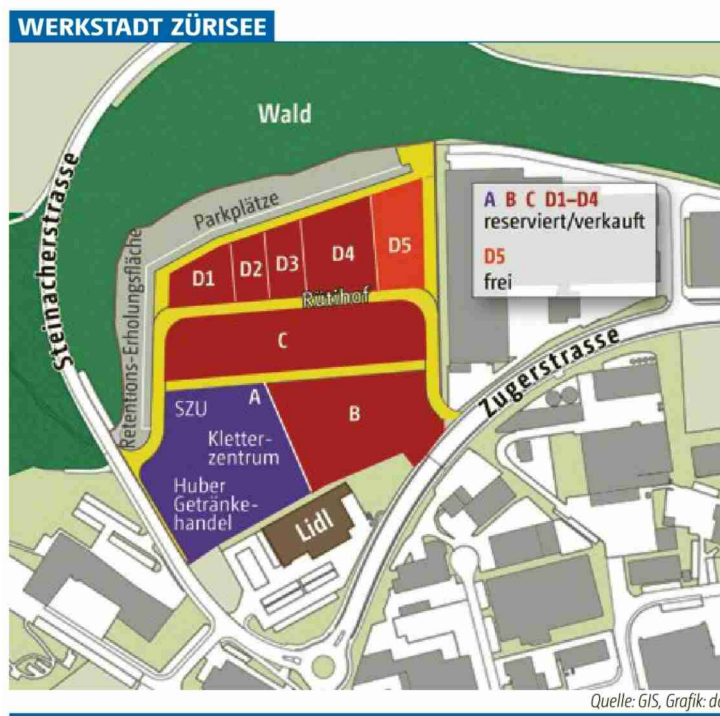 WERKSTADT ZÜRISEE
Wald
Steinacherstrasse
Parkplätze
Retentions-Erholungsfläche
A B C D1–D4
reserviert/verkauft
D5
frei
D1
D2
D3
D4
D5
Rütihof
C
Zugerstrasse
SZU
A
B
Kletter-
zentrum
Huber
Getränke-
handel
Lidl
Quelle: GIS, Grafik: